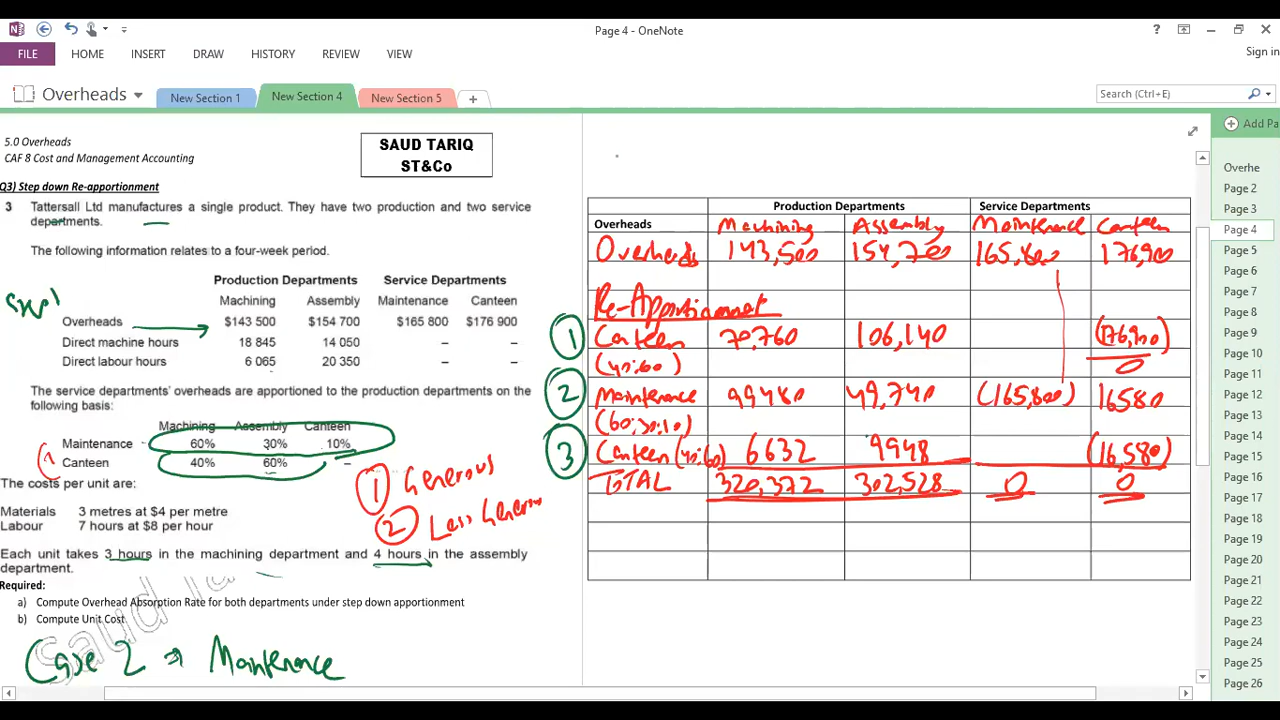 Page 4 - OneNote
Sign in
FILE HOME INSERT DRAW HISTORY REVIEW VIEW
Overheads New Section 1 New Section 4 New Section 5 +
Search (Ctrl+E)
Add Pa
Overhe
Page 2
Page 3
Page 4
Page 5
Page 6
Page 7
Page 8
Page 9
Page 10
Page 11
Page 12
Page 13
Page 14
Page 15
Page 16
Page 17
Page 18
Page 19
Page 20
Page 21
Page 22
Page 23
Page 24
Page 25
Page 26
5.0 Overheads
CAF 8 Cost and Management Accounting
SAUD TARIQ
ST&Co
Q3) Step down Re-apportionment
3 Tattersall Ltd manufactures a single product. They have two production and two service
departments.
The following information relates to a four-week period.
Production Departments Service Departments
Machining Assembly Maintenance Canteen
Overheads $143 500 $154 700 $165 800 $176 900
Direct machine hours 18 845 14 050 – –
Direct labour hours 6 065 20 350 – –
The service departments' overheads are apportioned to the production departments on the
following basis:
Machining Assembly Canteen
Maintenance 60% 30% 10%
Canteen 40% 60% –
The costs per unit are:
Materials 3 metres at $4 per metre
Labour 7 hours at $8 per hour
1 Generous
2 Less Generous
Each unit takes 3 hours in the machining department and 4 hours in the assembly
department.
Required:
a) Compute Overhead Absorption Rate for both departments under step down apportionment
b) Compute Unit Cost
Case 2 ⇒ Maintenence
Production Departments Service Departments
Overheads Machining Assembly Maintenance Canteen
Overheads 143,500 154,700 165,800 176,900
Re-Apportionment
1 Canteen 70,760 106,140 (176,900)
(40:60) 0
2 Maintenance 99480 49,740 (165,800) 16580
(60:30:10)
3 Canteen (40:60) 6632 9948 (16,580)
TOTAL 320,372 302,528 0 0